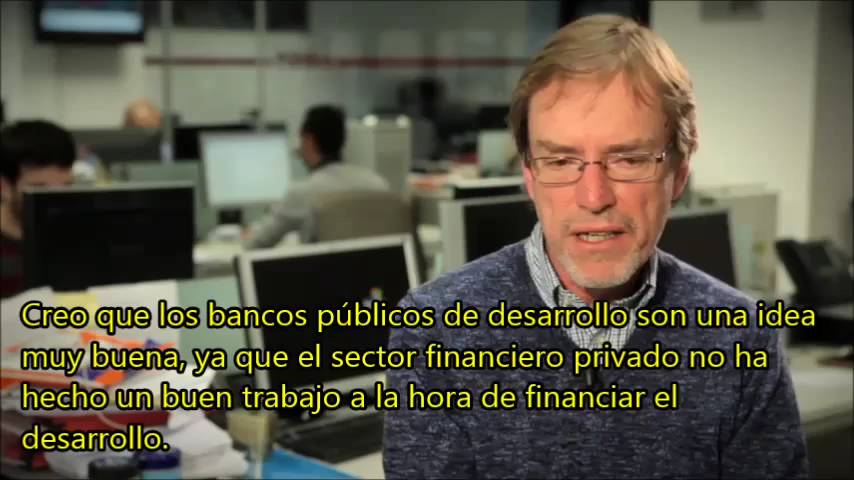 Creo que los bancos públicos de desarrollo son una idea
muy buena, ya que el sector financiero privado no ha
hecho un buen trabajo a la hora de financiar el
desarrollo.